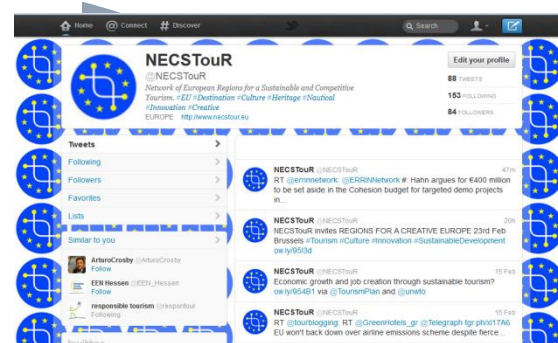 Home @ Connect # Discover Search
NECSTouR
@NECSTouR
Network of European Regions for a Sustainable and Competitive
Tourism. #EU #Destination #Culture #Heritage #Nautical
#Innovation #Creative
EUROPE http://www.necstour.eu
Edit your profile
88 TWEETS
153 FOLLOWING
84 FOLLOWERS
Tweets
Following
Followers
Favorites
Lists
Similar to you
ArturoCrosby @ArturoCrosby
Follow
EEN Hessen @EEN_Hessen
Follow
responsible tourism @respontour
Following
NECSTouR @NECSTouR 47m
RT @errinnetwork: @ERRINNetwork #: Hahn argues for €400 million
to be set aside in the Cohesion budget for targeted demo projects
in...
NECSTouR @NECSTouR 20h
NECSTouR invites REGIONS FOR A CREATIVE EUROPE 23rd Feb
Brussels #Tourism #Culture #Innovation #SustainableDevelopment
ow.ly/95l3d
NECSTouR @NECSTouR 15 Feb
Economic growth and job creation through sustainable tourism?
ow.ly/954B1 via @TourismPlan and @unwto
NECSTouR @NECSTouR 15 Feb
RT @tourblogging: RT @GreenHotels_gr @Telegraph tgr.ph/xl17A6
EU won't back down over airline emissions scheme despite fierce...